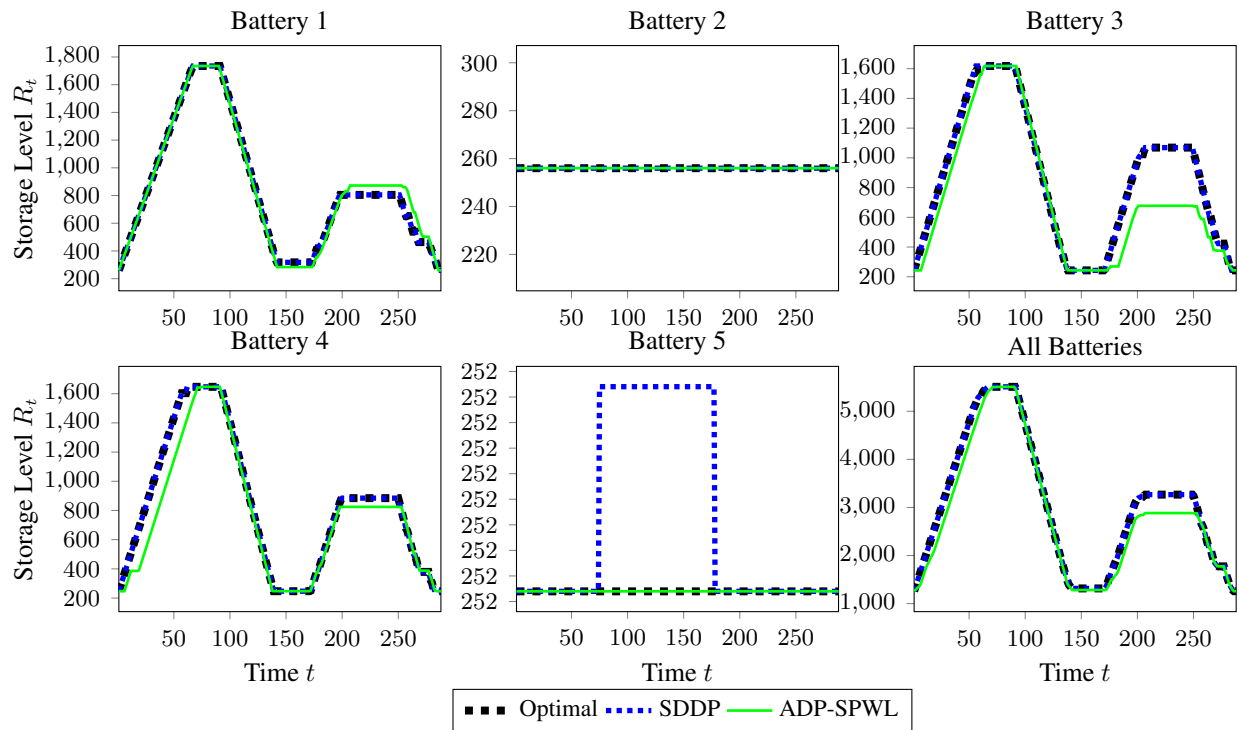 Battery 1
Battery 2
Battery 3
Storage Level R_t
1,800
1,600
1,400
1,200
1,000
800
600
400
200
50 100 150 200 250
300
280
260
240
220
50 100 150 200 250
1,600
1,400
1,200
1,000
800
600
400
200
50 100 150 200 250
Battery 4
Battery 5
All Batteries
Storage Level R_t
1,600
1,400
1,200
1,000
800
600
400
200
50 100 150 200 250
Time t
252
252
252
252
252
252
252
252
252
252
50 100 150 200 250
Time t
5,000
4,000
3,000
2,000
1,000
50 100 150 200 250
Time t
Optimal SDDP ADP-SPWL